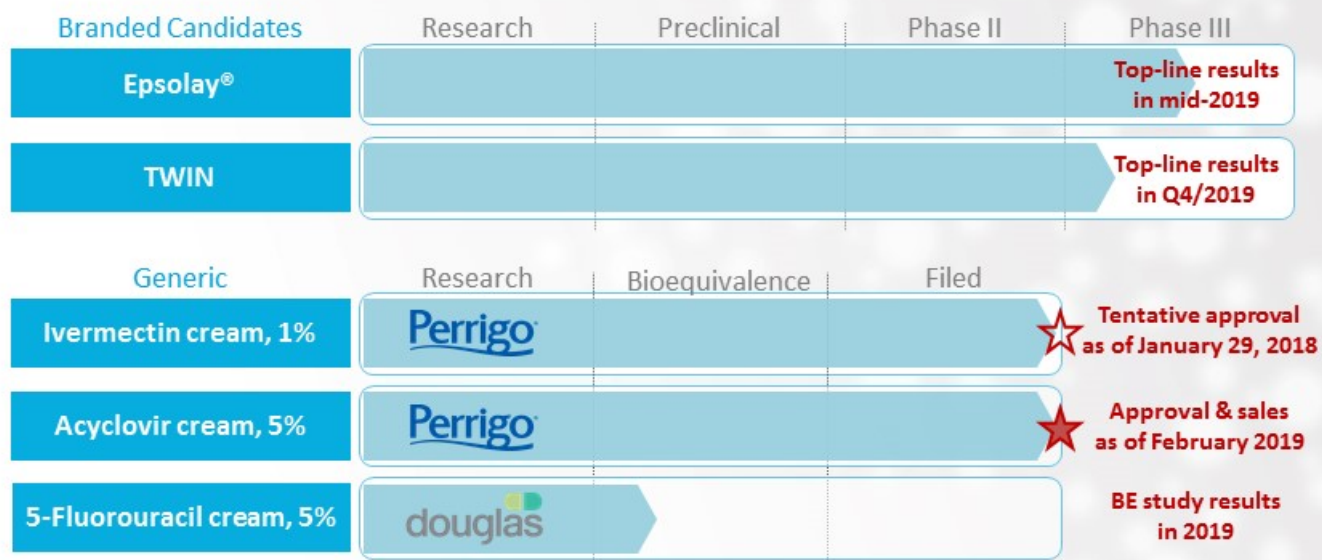 Branded Candidates Research Preclinical Phase II Phase III
Epsolay®
Top-line results
in mid-2019
TWIN
Top-line results
in Q4/2019
Generic Research Bioequivalence Filed
Ivermectin cream, 1%
Perrigo
Tentative approval
as of January 29, 2018
Acyclovir cream, 5%
Perrigo
Approval & sales
as of February 2019
5-Fluorouracil cream, 5%
douglas
BE study results
in 2019